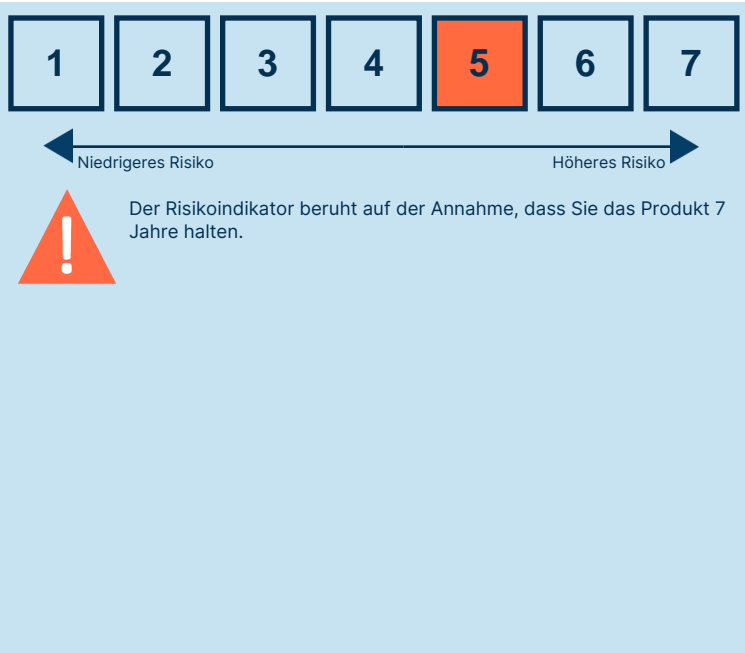 1 2 3 4 5 6 7
Niedrigeres Risiko Höheres Risiko
!
Der Risikoindikator beruht auf der Annahme, dass Sie das Produkt 7
Jahre halten.